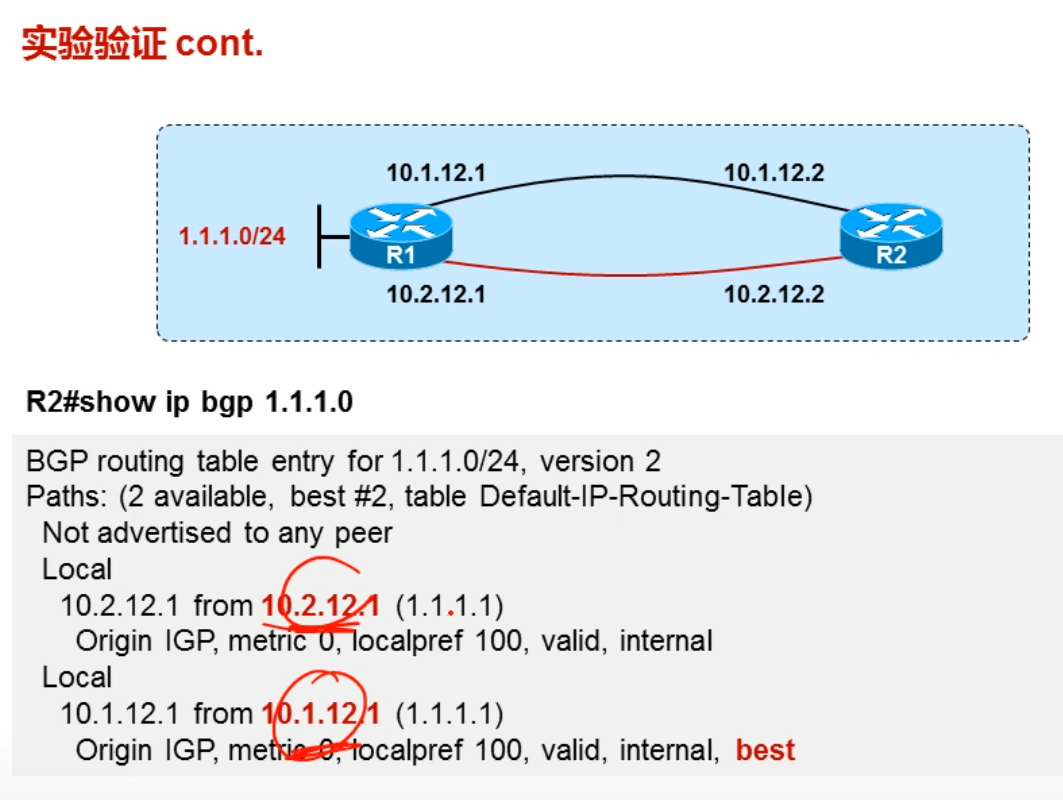 实验验证 cont.
10.1.12.1
10.1.12.2
1.1.1.0/24
R1
R2
10.2.12.1
10.2.12.2
R2#show ip bgp 1.1.1.0
BGP routing table entry for 1.1.1.0/24, version 2
Paths: (2 available, best #2, table Default-IP-Routing-Table)
Not advertised to any peer
Local
10.2.12.1 from 10.2.12.1 (1.1.1.1)
Origin IGP, metric 0, localpref 100, valid, internal
Local
10.1.12.1 from 10.1.12.1 (1.1.1.1)
Origin IGP, metric 0, localpref 100, valid, internal, best